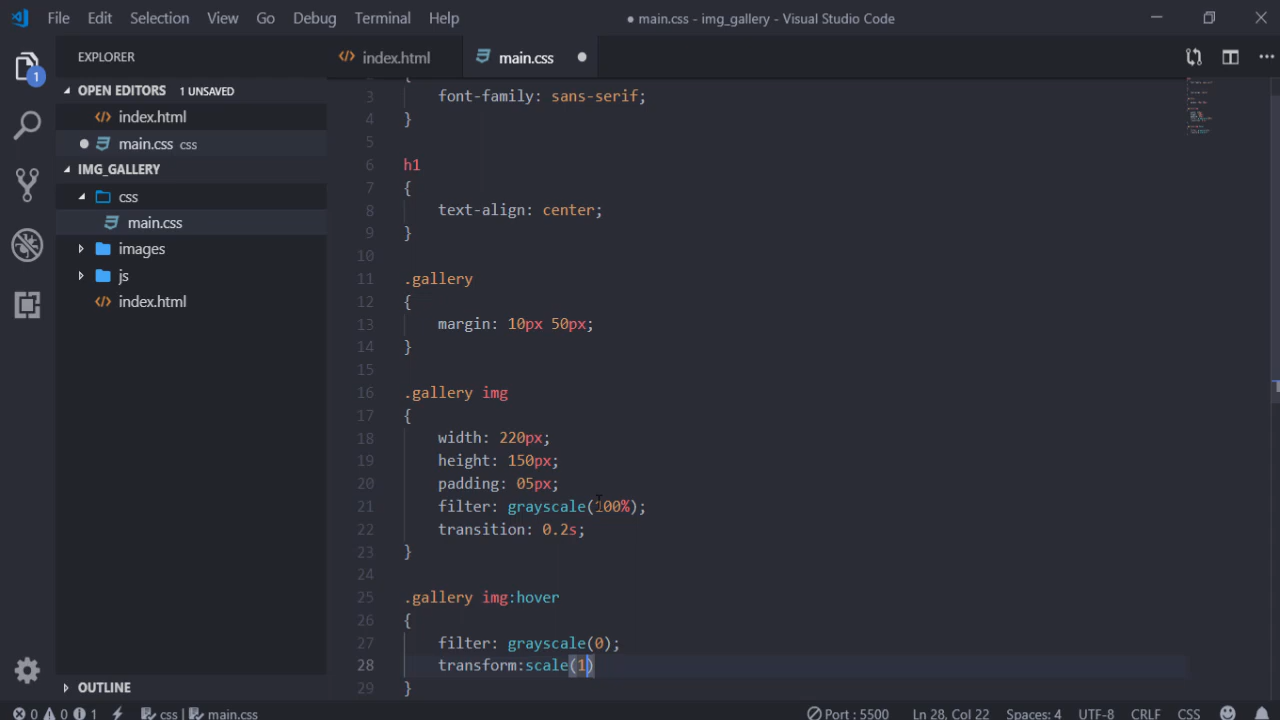 File Edit Selection View Go Debug Terminal Help
● main.css - img_gallery - Visual Studio Code
EXPLORER
index.html
main.css
1
OPEN EDITORS 1 UNSAVED
index.html
main.css css
IMG_GALLERY
css
main.css
images
js
index.html
OUTLINE
3 font-family: sans-serif;
4 }
5
6 h1
7 {
8 text-align: center;
9 }
10
11 .gallery
12 {
13 margin: 10px 50px;
14 }
15
16 .gallery img
17 {
18 width: 220px;
19 height: 150px;
20 padding: 05px;
21 filter: grayscale(100%);
22 transition: 0.2s;
23 }
24
25 .gallery img:hover
26 {
27 filter: grayscale(0);
28 transform:scale(1)
29 }
0 0 1 css main.css Port : 5500 Ln 28, Col 22 Spaces: 4 UTF-8 CRLF CSS